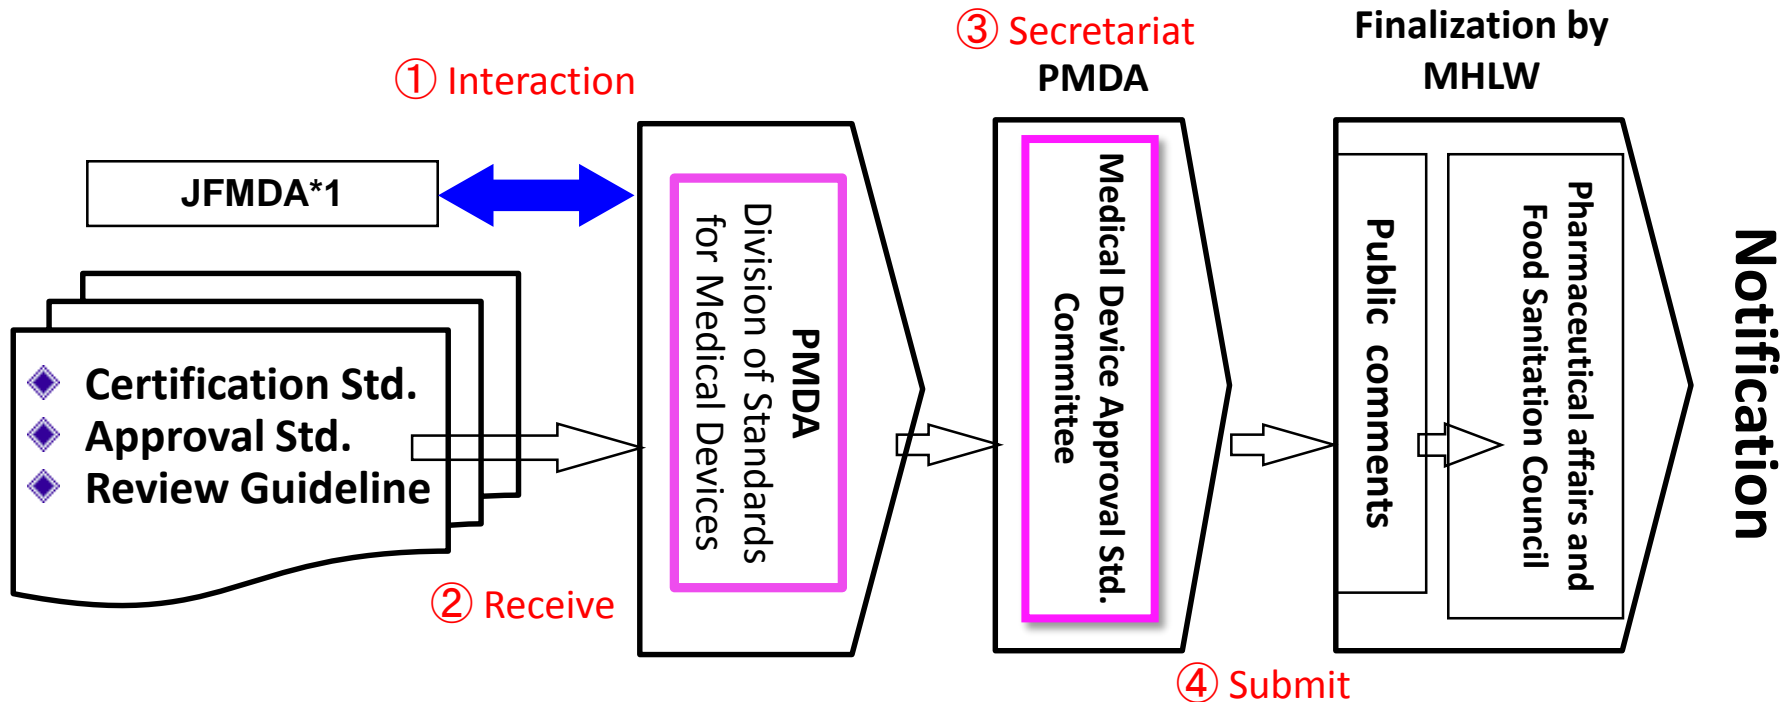 ① Interaction
JFMDA*1
Certification Std.
Approval Std.
Review Guideline
② Receive
PMDA
Division of Standards
for Medical Devices
③ Secretariat
PMDA
Medical Device Approval Std.
Committee
④ Submit
Finalization by
MHLW
Public comments
Pharmaceutical affairs and
Food Sanitation Council
Notification